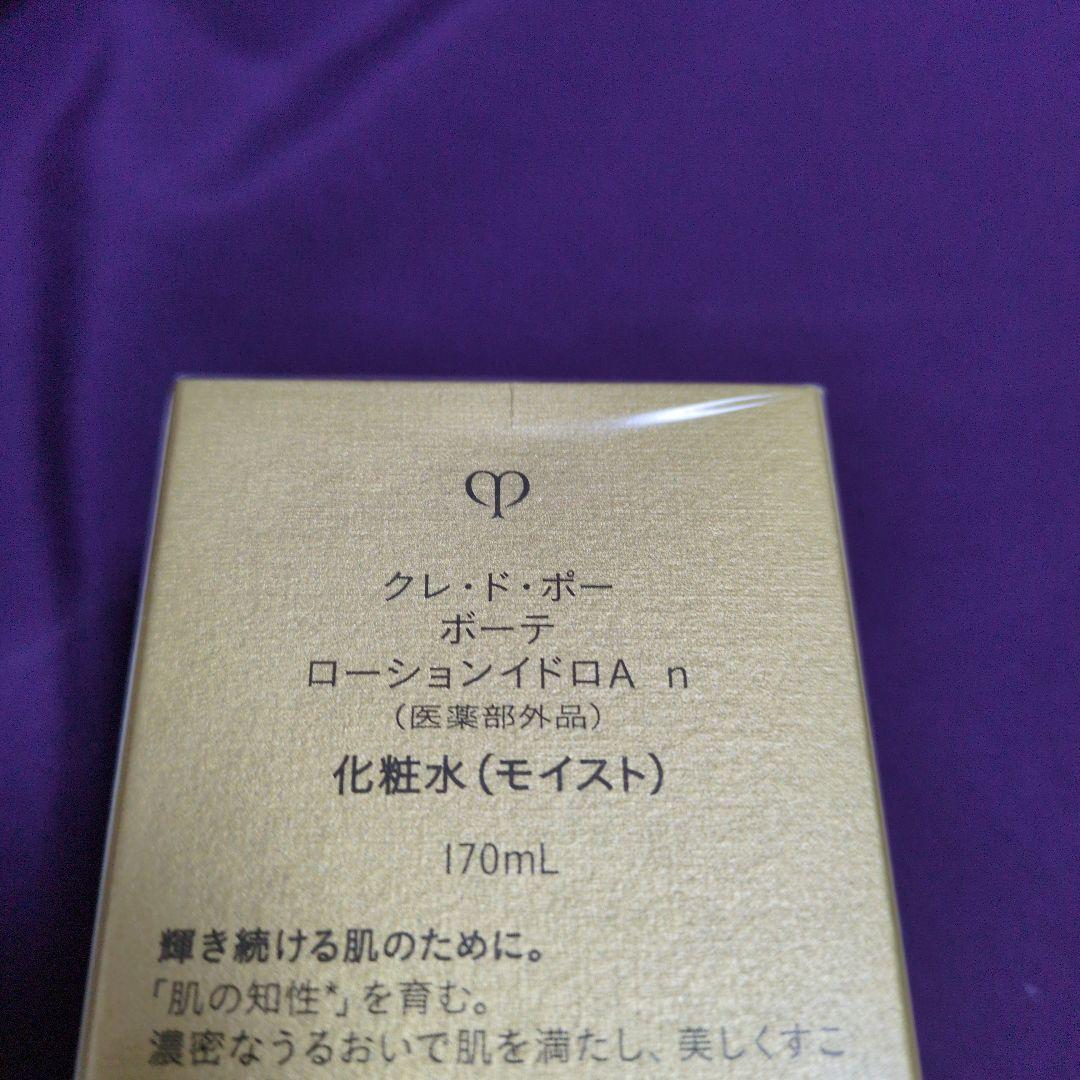 クレ・ド・ポー
ボーテ
ローションイドロA n
(医薬部外品)
化粧水(モイスト)
170mL
輝き続ける肌のために。
「肌の知性*」を育む。
濃密なうるおいで肌を満たし、美しくすこ